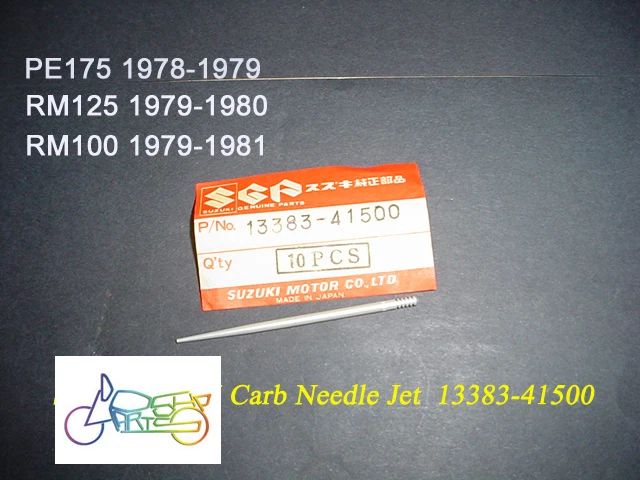 PE175 1978-1979
RM125 1979-1980
RM100 1979-1981
SGP スズキ純正部品
SUZUKI GENUINE PARTS
P/No. 13383-41500
Q'ty 10 PCS
SUZUKI MOTOR CO., LTD.
MADE IN JAPAN
Carb Needle Jet 13383-41500